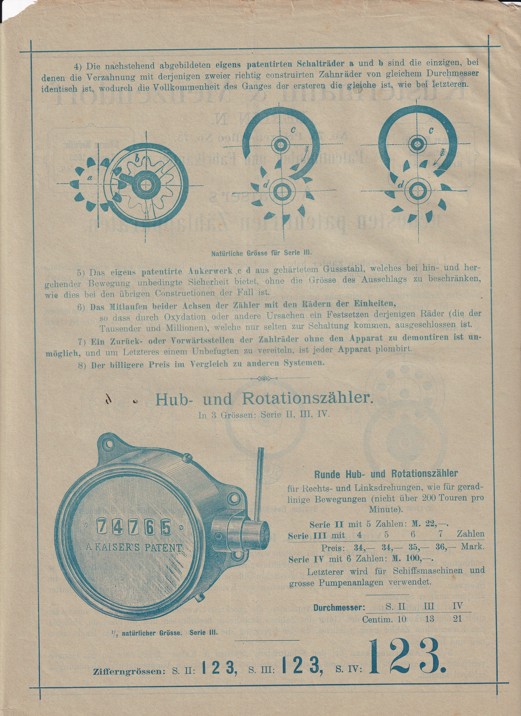 4) Die nachstehend abgebildeten eigens patentirten Schalträder a und b sind die einzigen, bei
denen die Verzahnung mit derjenigen zweier richtig construirten Zahnräder von gleichem Durchmesser
identisch ist, wodurch die Vollkommenheit des Ganges der ersteren die gleiche ist, wie bei letzteren.
a b
c d
c d
Natürliche Grösse für Serie III.
5) Das eigens patentirte Ankerwerk c d aus gehärtetem Gussstahl, welches bei hin- und her-
gehender Bewegung unbedingte Sicherheit bietet, ohne die Grösse des Ausschlags zu beschränken,
wie dies bei den übrigen Constructionen der Fall ist.
6) Das Mitlaufen beider Achsen der Zähler mit den Rädern der Einheiten,
so dass durch Oxydation oder andere Ursachen ein Festsetzen derjenigen Räder (die der
Tausender und Millionen), welche nur selten zur Schaltung kommen, ausgeschlossen ist.
7) Ein Zurück- oder Vorwärtsstellen der Zahlräder ohne den Apparat zu demontiren ist un-
möglich, und um Letzteres einem Unbefugten zu vereiteln, ist jeder Apparat plombirt.
8) Der billigere Preis im Vergleich zu anderen Systemen.
Hub- und Rotationszähler.
In 3 Grössen: Serie II, III, IV.
74765
A. KAISER'S PATENT
natürlicher Grösse. Serie III.
Runde Hub- und Rotationszähler
für Rechts- und Linksdrehungen, wie für gerad-
linige Bewegungen (nicht über 200 Touren pro
Minute).
Serie II mit 5 Zahlen: M. 22,—.
Serie III mit 4 5 6 7 Zahlen
Preis: 34,— 34,— 35,— 36,— Mark.
Serie IV mit 6 Zahlen: M. 100,—.
Letzterer wird für Schiffsmaschinen und
grosse Pumpenanlagen verwendet.
Durchmesser: S. II III IV
Centim. 10 13 21
Zifferngrössen: S. II: 123, S. III: 123, S. IV: 123.